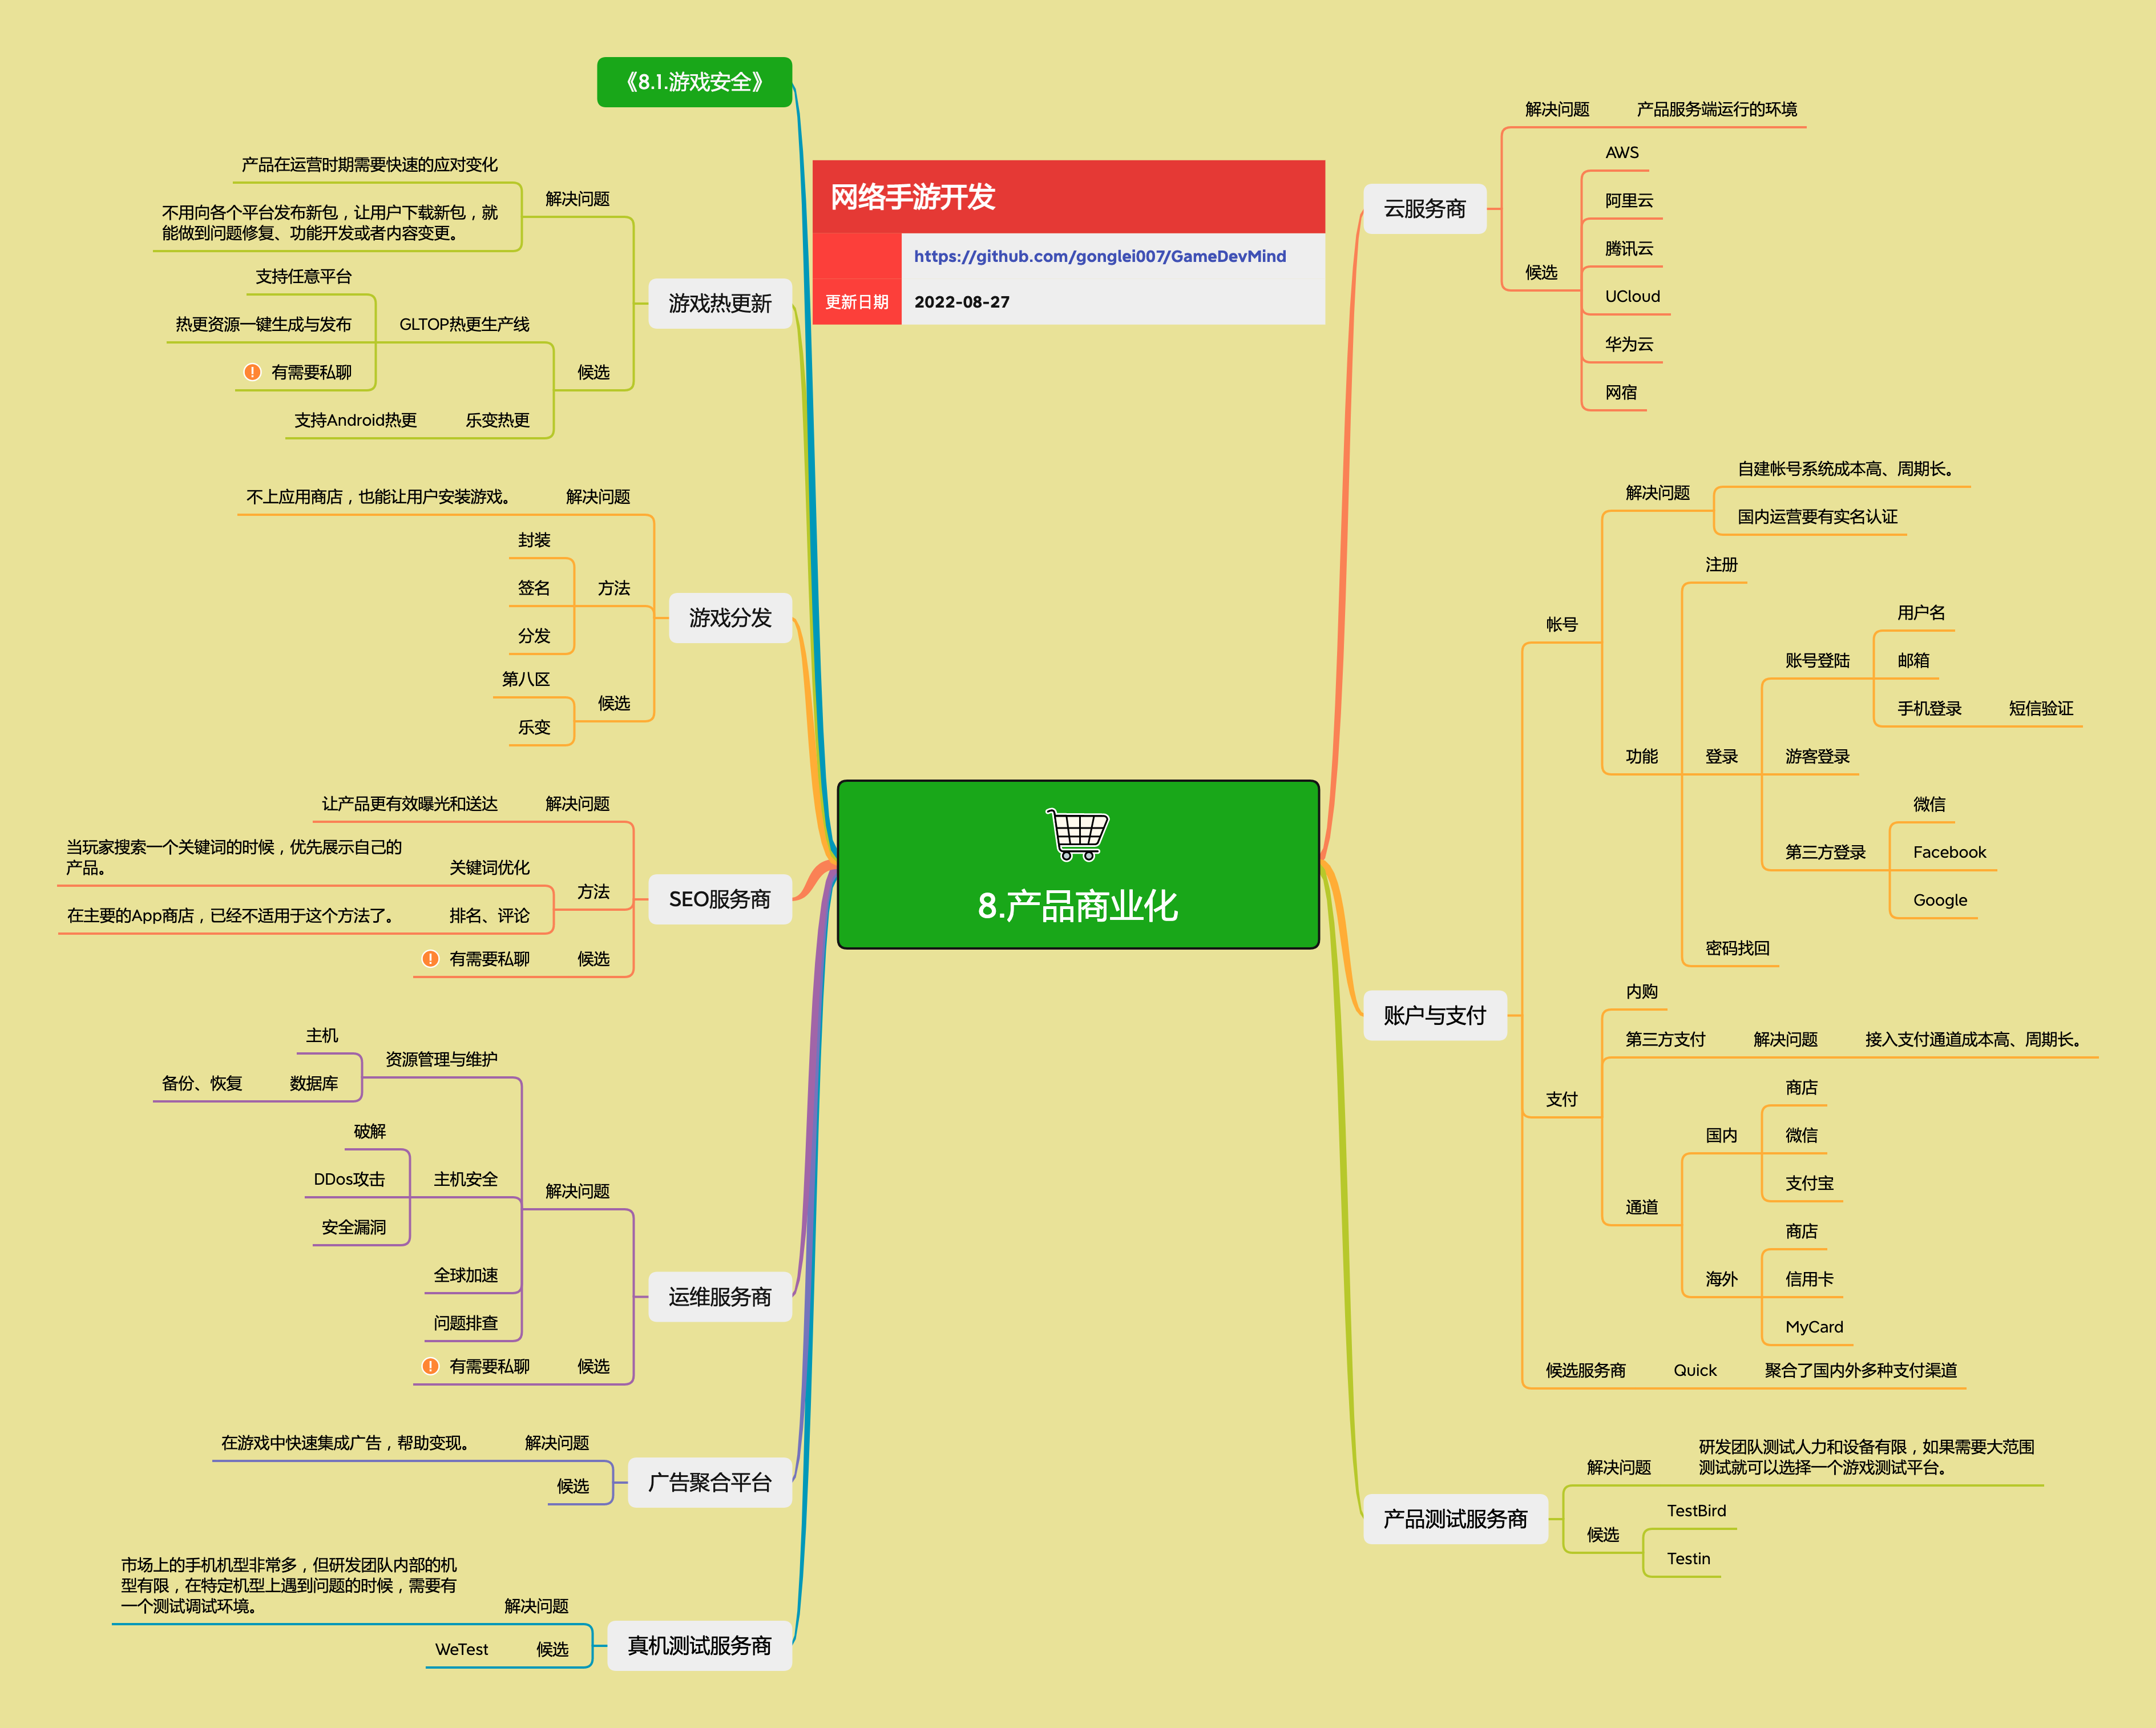 《8.1.游戏安全》
网络手游开发
https://github.com/gonglei007/GameDevMind
更新日期
2022-08-27
8.产品商业化
云服务商
解决问题
产品服务端运行的环境
候选
AWS
阿里云
腾讯云
UCloud
华为云
网宿
账户与支付
帐号
解决问题
自建帐号系统成本高、周期长。
国内运营要有实名认证
功能
注册
登录
账号登陆
用户名
邮箱
手机登录
短信验证
游客登录
第三方登录
微信
Facebook
Google
密码找回
支付
内购
第三方支付
解决问题
接入支付通道成本高、周期长。
通道
国内
商店
微信
支付宝
海外
商店
信用卡
MyCard
候选服务商
Quick
聚合了国内外多种支付渠道
产品测试服务商
解决问题
研发团队测试人力和设备有限，如果需要大范围
测试就可以选择一个游戏测试平台。
候选
TestBird
Testin
游戏热更新
解决问题
产品在运营时期需要快速的应对变化
不用向各个平台发布新包，让用户下载新包，就
能做到问题修复、功能开发或者内容变更。
候选
GLTOP热更生产线
支持任意平台
热更资源一键生成与发布
有需要私聊
乐变热更
支持Android热更
游戏分发
解决问题
不上应用商店，也能让用户安装游戏。
方法
封装
签名
分发
候选
第八区
乐变
SEO服务商
解决问题
让产品更有效曝光和送达
方法
关键词优化
当玩家搜索一个关键词的时候，优先展示自己的
产品。
排名、评论
在主要的App商店，已经不适用于这个方法了。
候选
有需要私聊
运维服务商
解决问题
资源管理与维护
主机
数据库
备份、恢复
主机安全
破解
DDos攻击
安全漏洞
全球加速
问题排查
候选
有需要私聊
广告聚合平台
解决问题
在游戏中快速集成广告，帮助变现。
候选
真机测试服务商
解决问题
市场上的手机机型非常多，但研发团队内部的机
型有限，在特定机型上遇到问题的时候，需要有
一个测试调试环境。
候选
WeTest